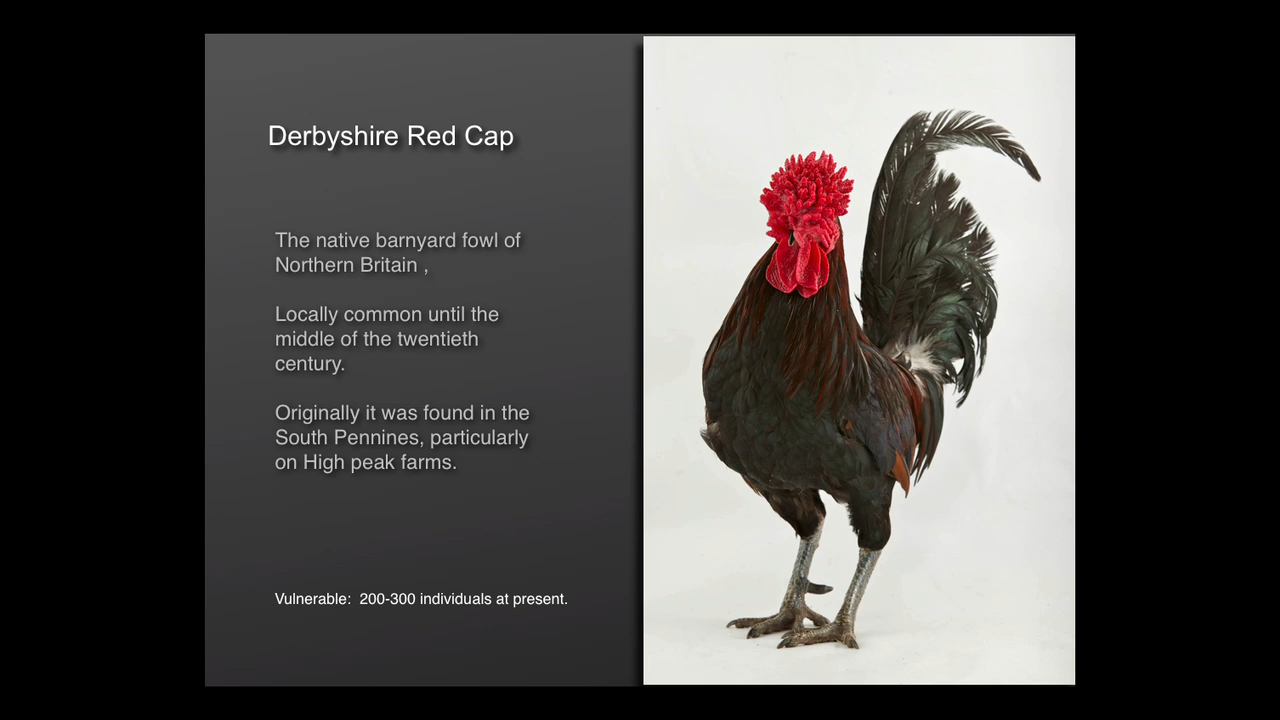 Derbyshire Red Cap
The native barnyard fowl of
Northern Britain ,
Locally common until the
middle of the twentieth
century.
Originally it was found in the
South Pennines, particularly
on High peak farms.
Vulnerable:  200-300 individuals at present.